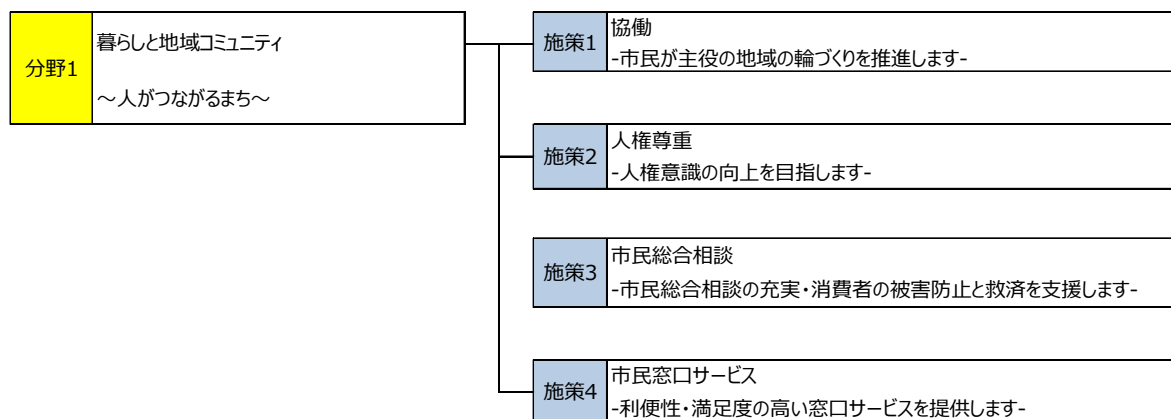 分野1
暮らしと地域コミュニティ
～人がつながるまち～
施策1
協働
-市民が主役の地域の輪づくりを推進します-
施策2
人権尊重
-人権意識の向上を目指します-
施策3
市民総合相談
-市民総合相談の充実・消費者の被害防止と救済を支援します-
施策4
市民窓口サービス
-利便性・満足度の高い窓口サービスを提供します-